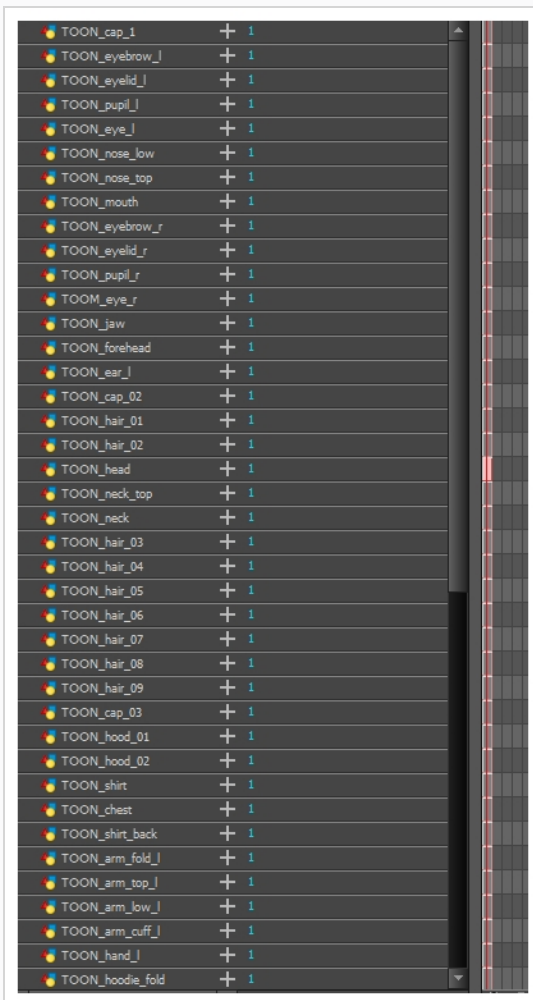 TOON_cap_1 1
TOON_eyebrow_l 1
TOON_eyelid_l 1
TOON_pupil_l 1
TOON_eye_l 1
TOON_nose_low 1
TOON_nose_top 1
TOON_mouth 1
TOON_eyebrow_r 1
TOON_eyelid_r 1
TOON_pupil_r 1
TOOM_eye_r 1
TOON_jaw 1
TOON_forehead 1
TOON_ear_l 1
TOON_cap_02 1
TOON_hair_01 1
TOON_hair_02 1
TOON_head 1
TOON_neck_top 1
TOON_neck 1
TOON_hair_03 1
TOON_hair_04 1
TOON_hair_05 1
TOON_hair_06 1
TOON_hair_07 1
TOON_hair_08 1
TOON_hair_09 1
TOON_cap_03 1
TOON_hood_01 1
TOON_hood_02 1
TOON_shirt 1
TOON_chest 1
TOON_shirt_back 1
TOON_arm_fold_l 1
TOON_arm_top_l 1
TOON_arm_low_l 1
TOON_arm_cuff_l 1
TOON_hand_l 1
TOON_hoodie_fold 1